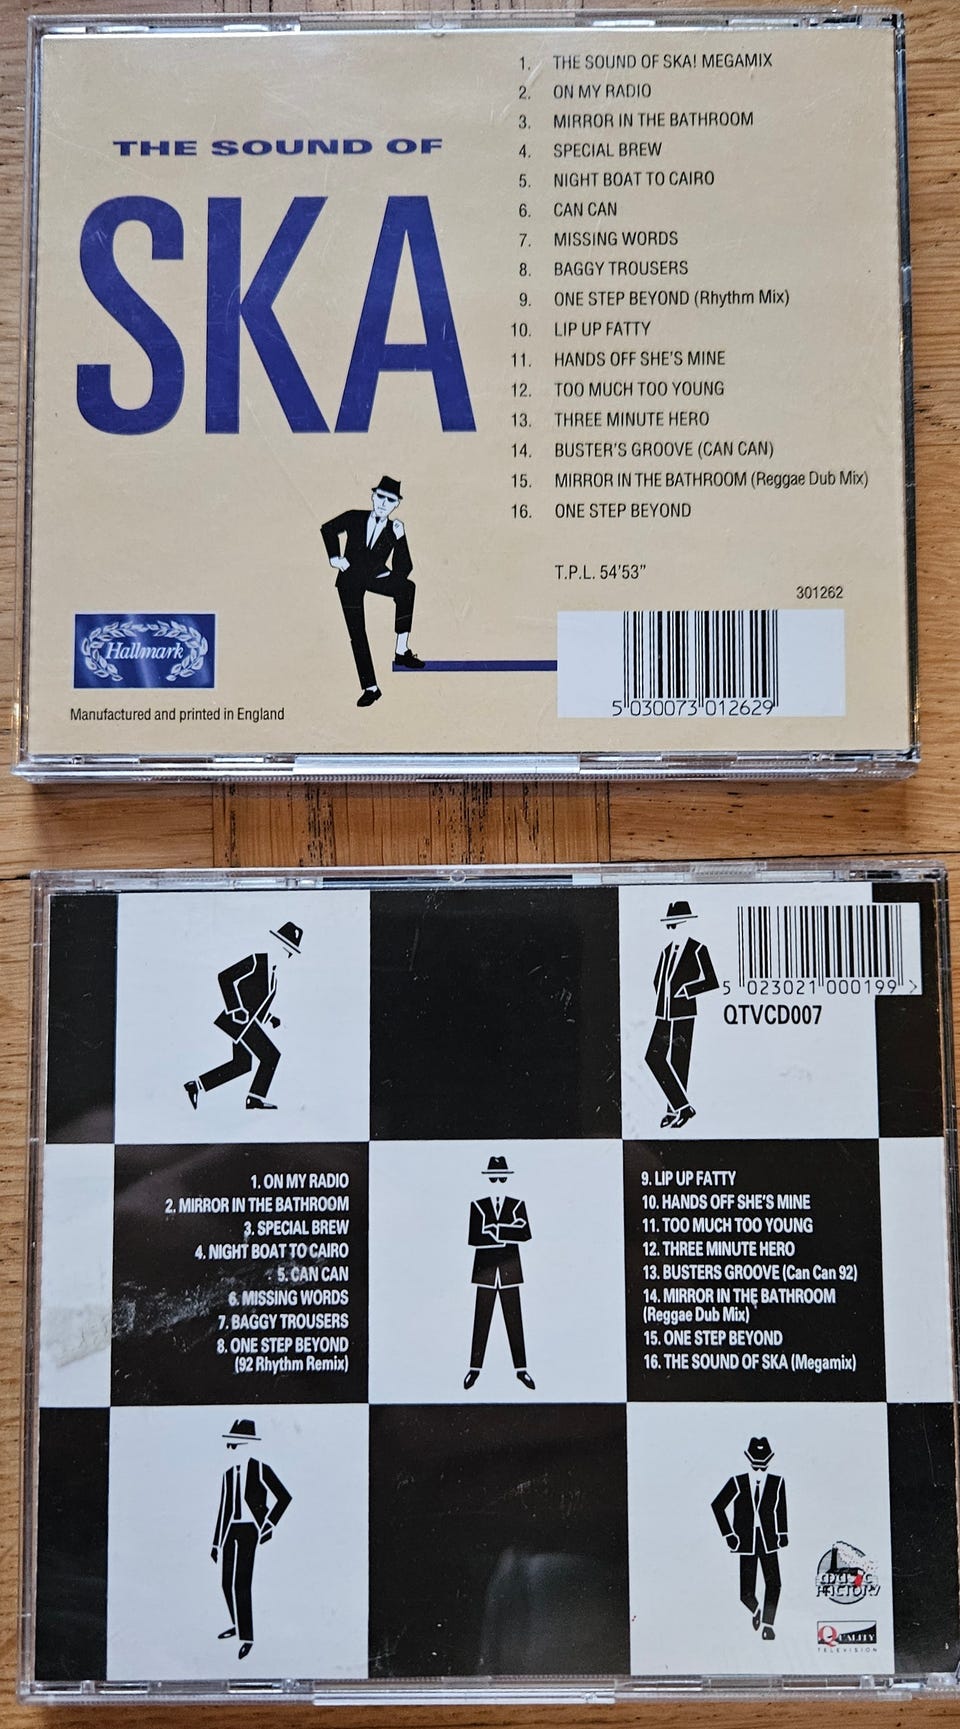 THE SOUND OF
SKA
1. THE SOUND OF SKA! MEGAMIX
2. ON MY RADIO
3. MIRROR IN THE BATHROOM
4. SPECIAL BREW
5. NIGHT BOAT TO CAIRO
6. CAN CAN
7. MISSING WORDS
8. BAGGY TROUSERS
9. ONE STEP BEYOND (Rhythm Mix)
10. LIP UP FATTY
11. HANDS OFF SHE'S MINE
12. TOO MUCH TOO YOUNG
13. THREE MINUTE HERO
14. BUSTER'S GROOVE (CAN CAN)
15. MIRROR IN THE BATHROOM (Reggae Dub Mix)
16. ONE STEP BEYOND
T.P.L. 54'53"
301262
5 030073 012629
Hallmark
Manufactured and printed in England
5 023021 000199 >
QTVCD007
1. ON MY RADIO
2. MIRROR IN THE BATHROOM
3. SPECIAL BREW
4. NIGHT BOAT TO CAIRO
5. CAN CAN
6. MISSING WORDS
7. BAGGY TROUSERS
8. ONE STEP BEYOND
(92 Rhythm Remix)
9. LIP UP FATTY
10. HANDS OFF SHE'S MINE
11. TOO MUCH TOO YOUNG
12. THREE MINUTE HERO
13. BUSTERS GROOVE (Can Can 92)
14. MIRROR IN THE BATHROOM
(Reggae Dub Mix)
15. ONE STEP BEYOND
16. THE SOUND OF SKA (Megamix)
MUSIC
FACTORY
QUALITY
TELEVISION